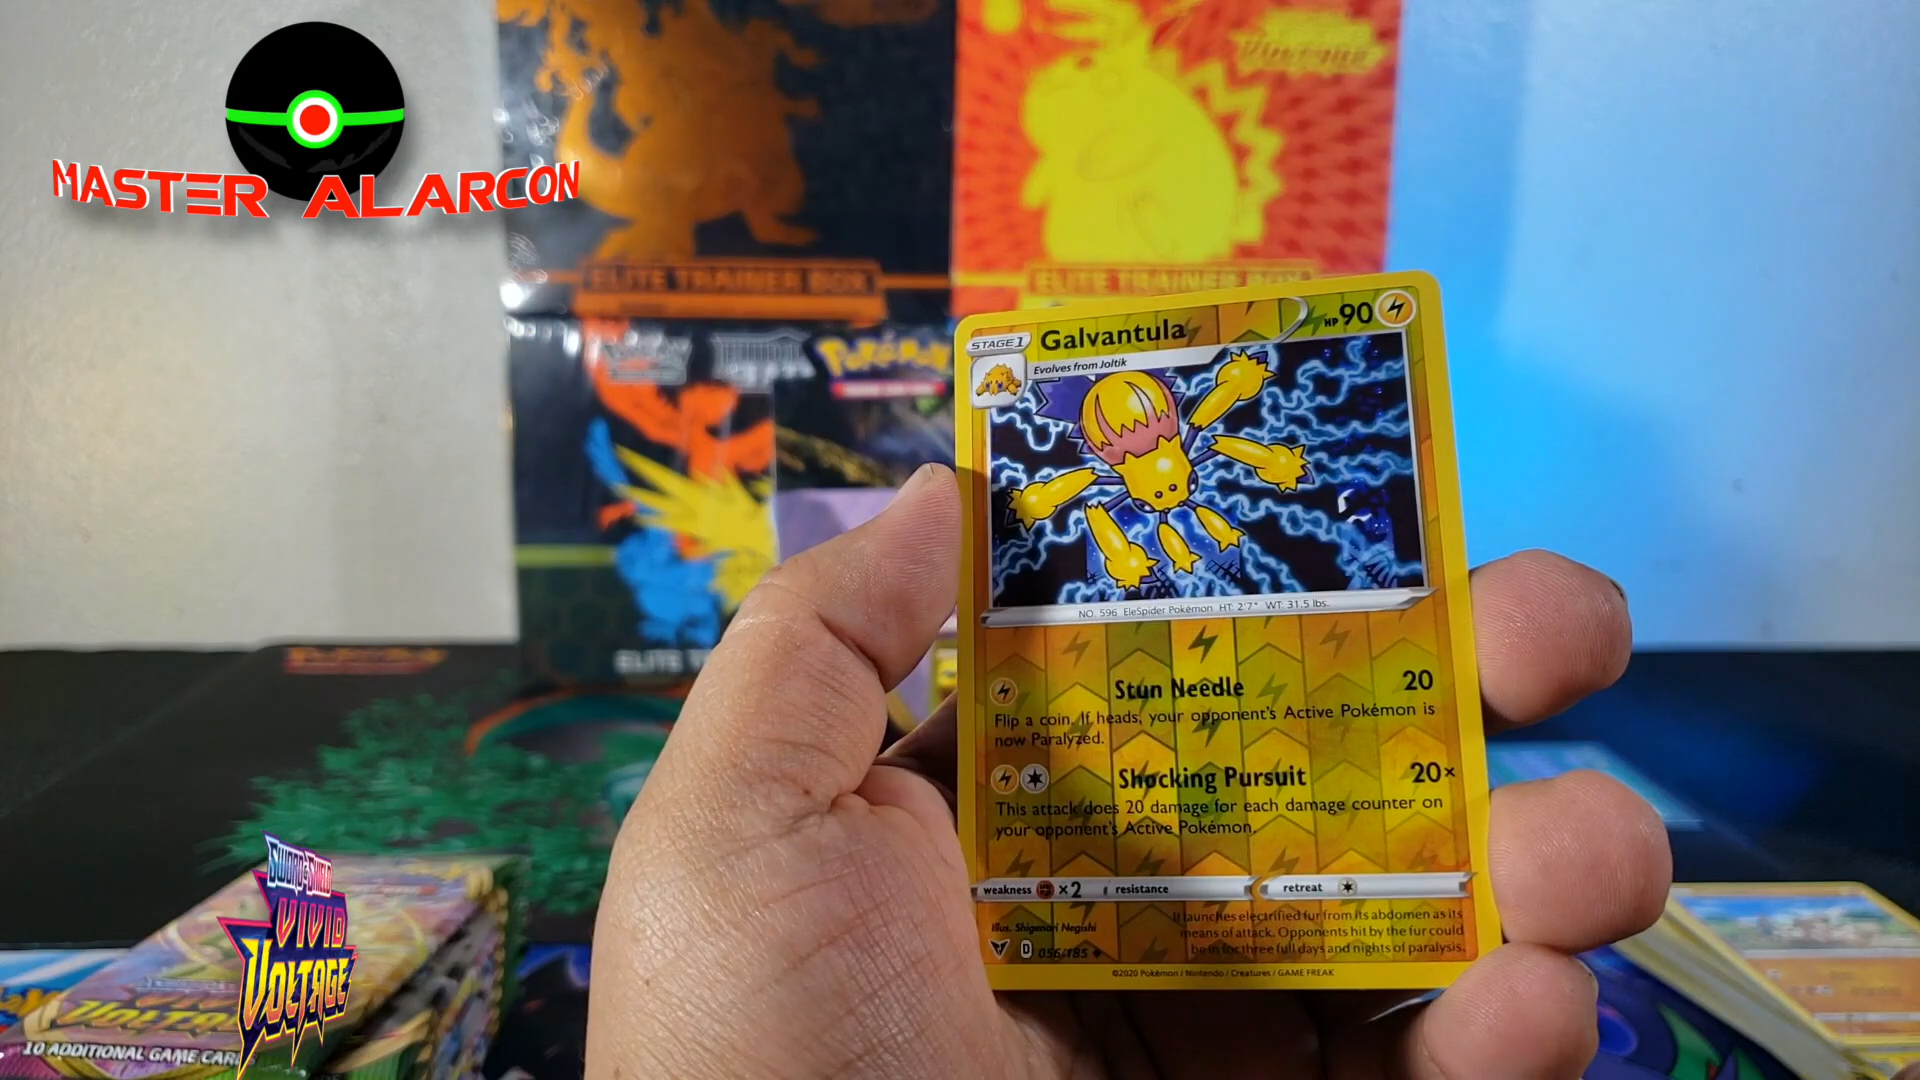 MASTER ALARCON
ELITE TRAINER BOX
ELITE TRAINER BOX
Pokémon
STAGE 1
Galvantula
HP 90
Evolves from Joltik
NO. 596 EleSpider Pokémon HT: 2'7" WT: 31.5 lbs.
Stun Needle 20
Flip a coin. If heads, your opponent's Active Pokémon is
now Paralyzed.
Shocking Pursuit 20×
This attack does 20 damage for each damage counter on
your opponent's Active Pokémon.
weakness ×2 resistance retreat
Illus. Shigenori Negishi
It launches electrified fur from its abdomen as its
means of attack. Opponents hit by the fur could
be in for three full days and nights of paralysis.
D 056/185
©2020 Pokémon / Nintendo / Creatures / GAME FREAK
SWORD & SHIELD
VIVID
VOLTAGE
10 ADDITIONAL GAME CARDS